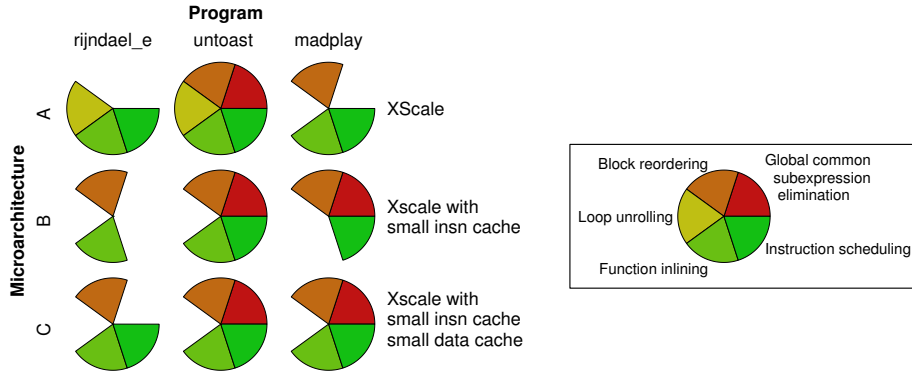 Program
rijndael_e untoast madplay
Microarchitecture
A
XScale
B
Xscale with
small insn cache
C
Xscale with
small insn cache
small data cache
Block reordering
Global common
subexpression
elimination
Loop unrolling
Instruction scheduling
Function inlining